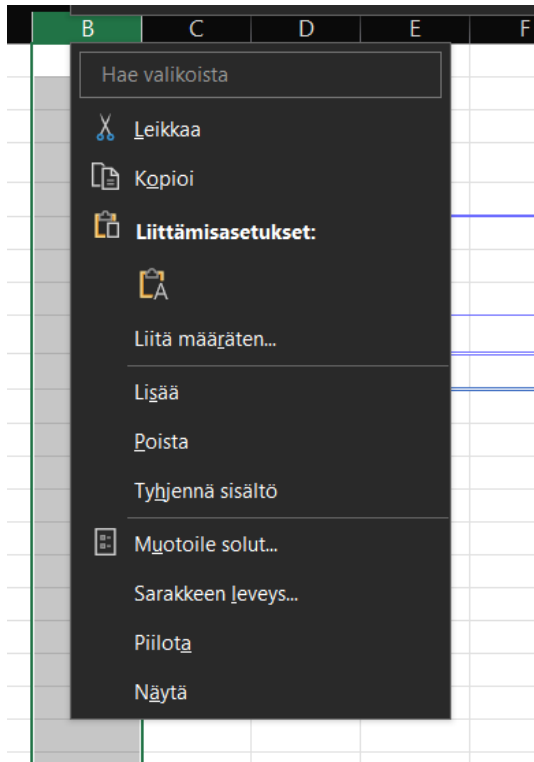 B C D E F
Hae valikoista
Leikkaa
Kopioi
Liittämisasetukset:
A
Liitä määräten...
Lisää
Poista
Tyhjennä sisältö
Muotoile solut...
Sarakkeen leveys...
Piilota
Näytä